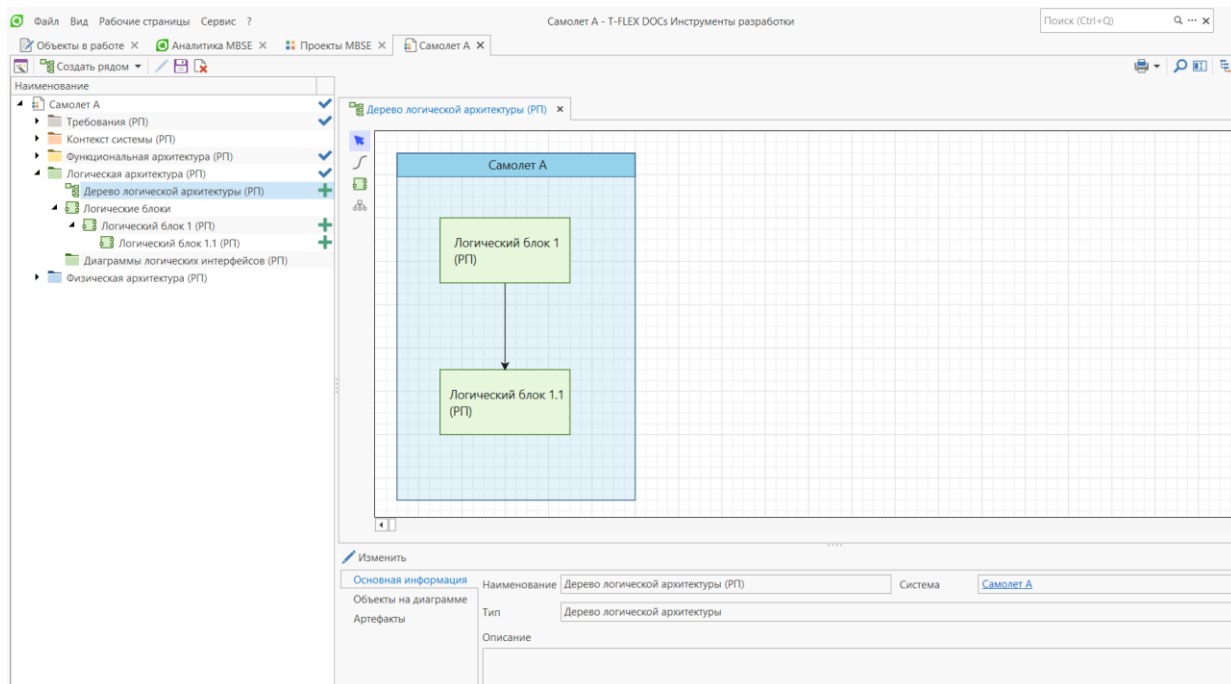 Файл Вид Рабочие страницы Сервис ?
Самолет А - T-FLEX DOCs Инструменты разработки
Поиск (Ctrl+Q)
Объекты в работе
Аналитика MBSE
Проекты MBSE
Самолет А
Создать рядом
Наименование
Самолет А
Требования (РП)
Контекст системы (РП)
Функциональная архитектура (РП)
Логическая архитектура (РП)
Дерево логической архитектуры (РП)
Логические блоки
Логический блок 1 (РП)
Логический блок 1.1 (РП)
Диаграммы логических интерфейсов (РП)
Физическая архитектура (РП)
Дерево логической архитектуры (РП)
Самолет А
Логический блок 1
(РП)
Логический блок 1.1
(РП)
Изменить
Основная информация
Объекты на диаграмме
Артефакты
Наименование Дерево логической архитектуры (РП) Система Самолет А
Тип Дерево логической архитектуры
Описание